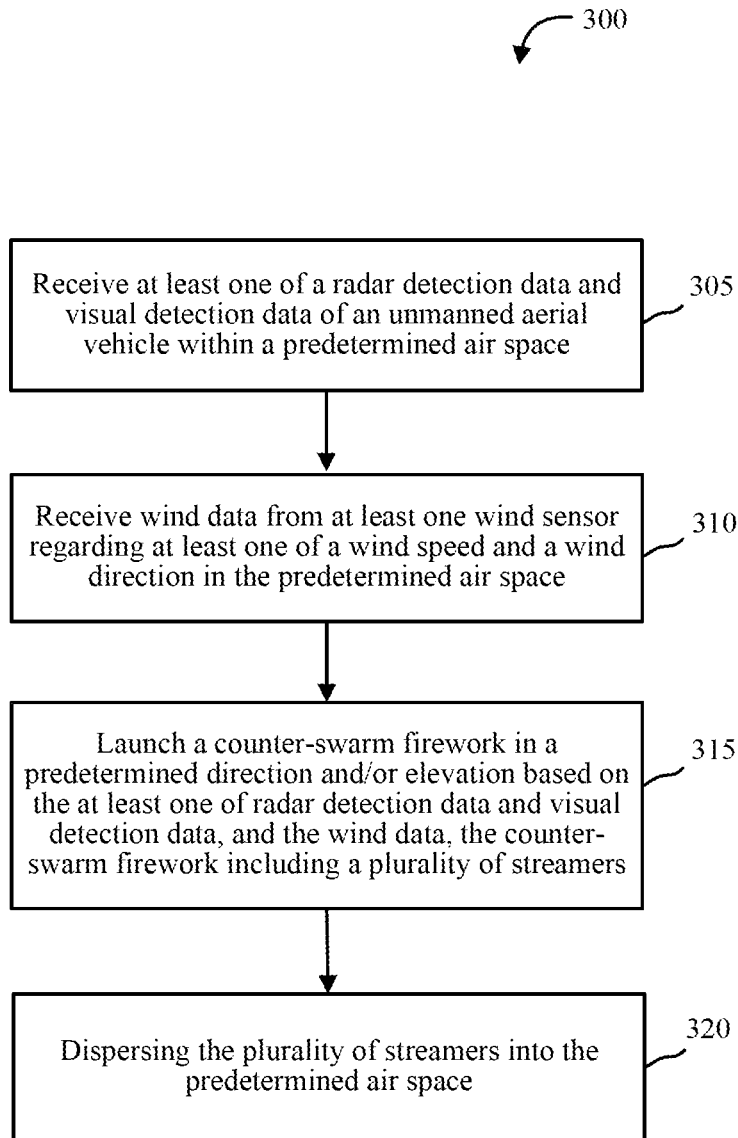 300
Receive at least one of a radar detection data and
visual detection data of an unmanned aerial
vehicle within a predetermined air space
305
Receive wind data from at least one wind sensor
regarding at least one of a wind speed and a wind
direction in the predetermined air space
310
Launch a counter-swarm firework in a
predetermined direction and/or elevation based on
the at least one of radar detection data and visual
detection data, and the wind data, the counter-
swarm firework including a plurality of streamers
315
Dispersing the plurality of streamers into the
predetermined air space
320